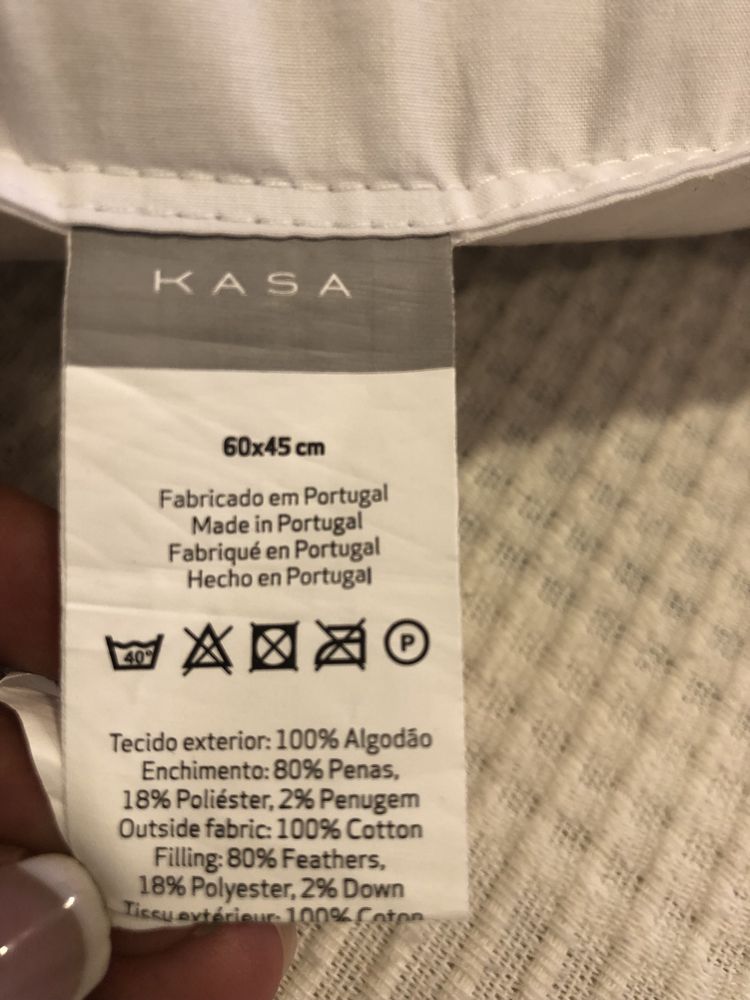 KASA
60x45 cm
Fabricado em Portugal
Made in Portugal
Fabriqué en Portugal
Hecho en Portugal
40°
P
Tecido exterior: 100% Algodão
Enchimento: 80% Penas,
18% Poliéster, 2% Penugem
Outside fabric: 100% Cotton
Filling: 80% Feathers,
18% Polyester, 2% Down
Tissu extérieur: 100% Coton